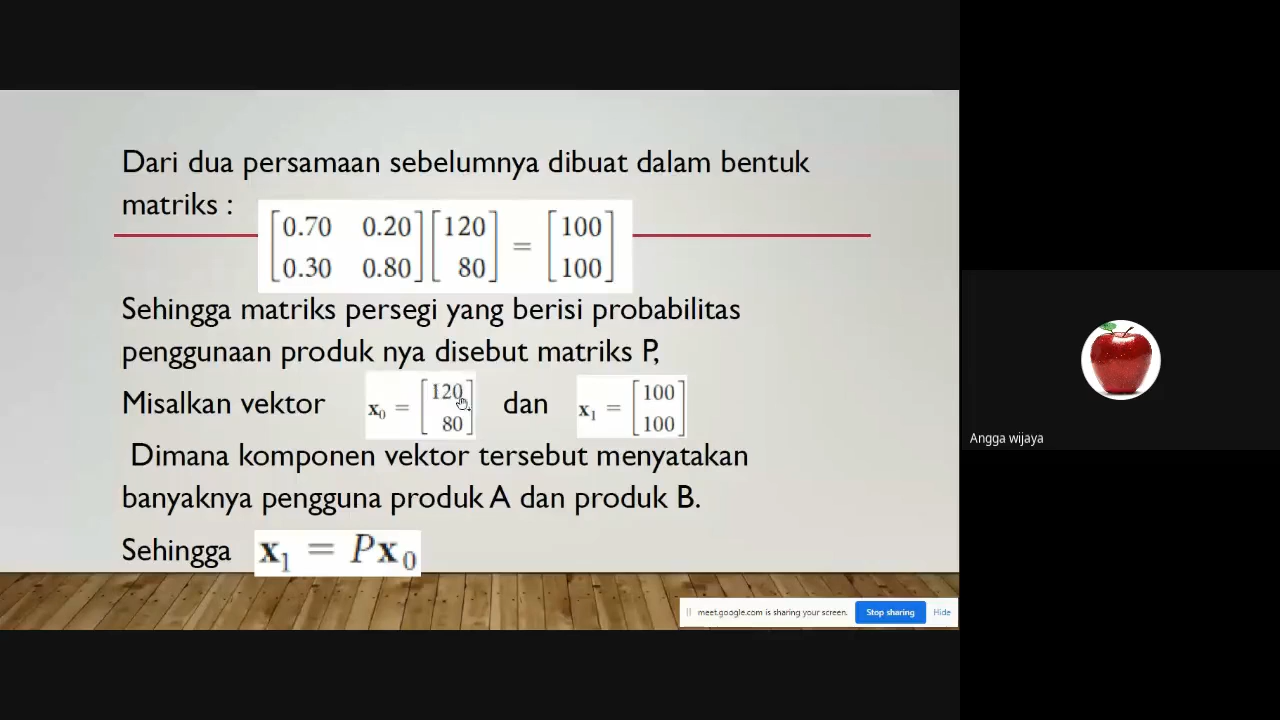 Dari dua persamaan sebelumnya dibuat dalam bentuk
matriks :
[0.70 0.20] [120] = [100]
[0.30 0.80] [80] [100]
Sehingga matriks persegi yang berisi probabilitas
penggunaan produk nya disebut matriks P,
Misalkan vektor x₀ = [120 80] dan x₁ = [100 100]
Dimana komponen vektor tersebut menyatakan
banyaknya pengguna produk A dan produk B.
Sehingga x₁ = Px₀
meet.google.com is sharing your screen. Stop sharing Hide
Angga wijaya